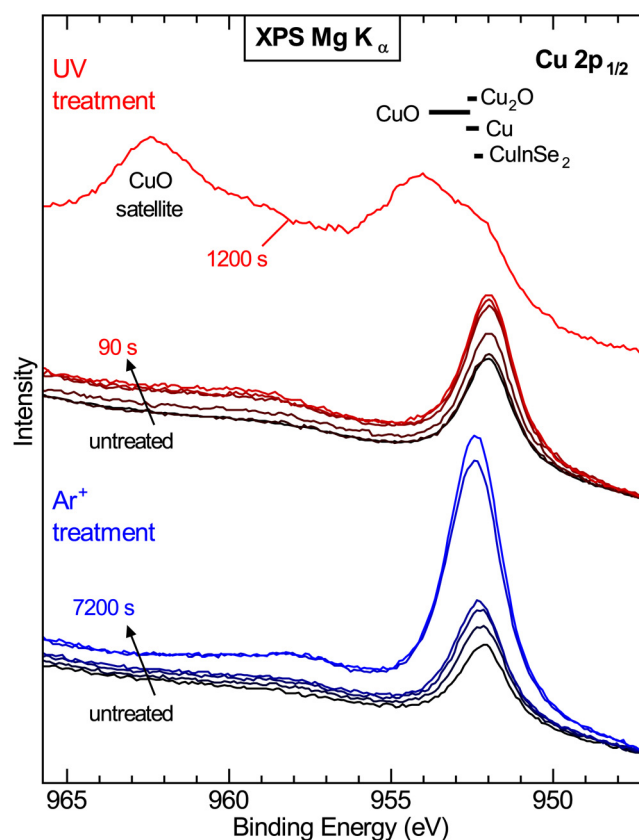 XPS Mg Kα
UV
treatment
Cu 2p1/2
Cu2O
CuO
Cu
CuInSe2
CuO
satellite
1200 s
90 s
untreated
Intensity
Ar+
treatment
7200 s
untreated
965
960
955
950
Binding Energy (eV)